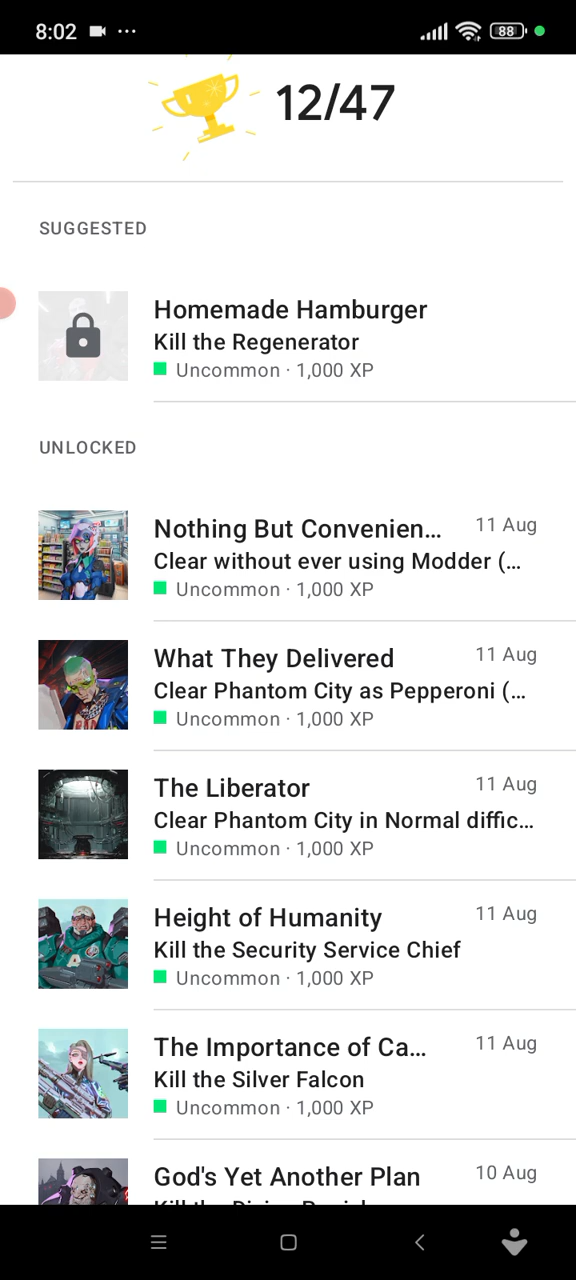 8:02
88
12/47
SUGGESTED
Homemade Hamburger
Kill the Regenerator
Uncommon · 1,000 XP
UNLOCKED
Nothing But Convenien... 11 Aug
Clear without ever using Modder (...
Uncommon · 1,000 XP
What They Delivered 11 Aug
Clear Phantom City as Pepperoni (...
Uncommon · 1,000 XP
The Liberator 11 Aug
Clear Phantom City in Normal diffic...
Uncommon · 1,000 XP
Height of Humanity 11 Aug
Kill the Security Service Chief
Uncommon · 1,000 XP
The Importance of Ca... 11 Aug
Kill the Silver Falcon
Uncommon · 1,000 XP
God's Yet Another Plan 10 Aug
Kill the